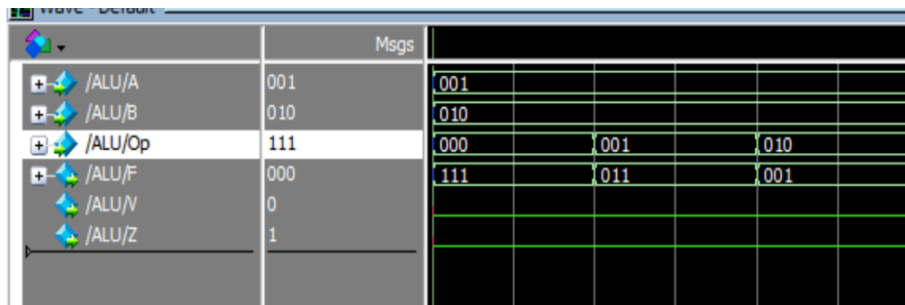 Wave - Default
Msgs
/ALU/A 001 001
/ALU/B 010 010
/ALU/Op 111 000 001 010
/ALU/F 000 111 011 001
/ALU/V 0
/ALU/Z 1